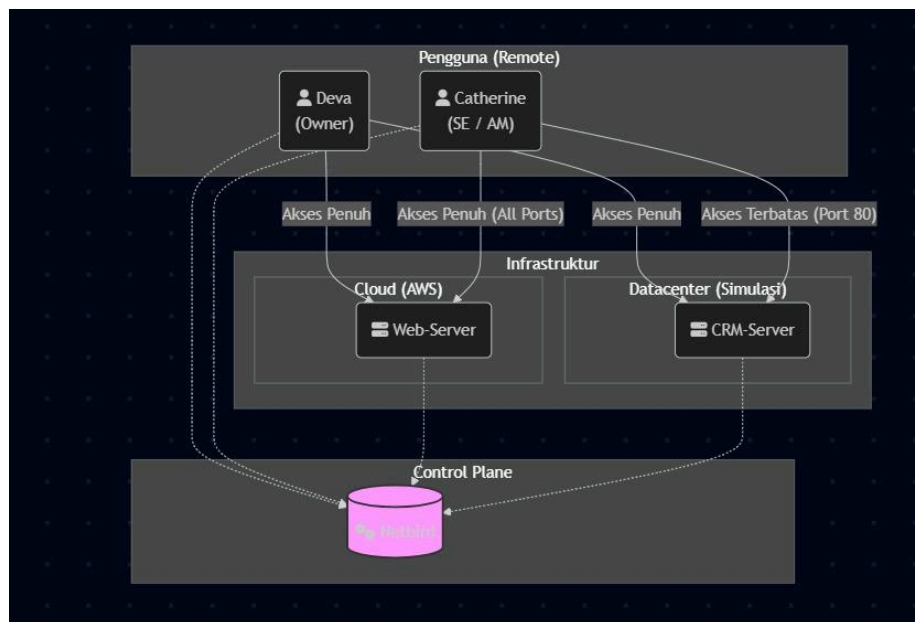 Pengguna (Remote)
Deva
(Owner)
Catherine
(SE / AM)
Akses Penuh
Akses Penuh (All Ports)
Akses Penuh
Akses Terbatas (Port 80)
Infrastruktur
Cloud (AWS)
Datacenter (Simulasi)
Web-Server
CRM-Server
Control Plane
Netbird